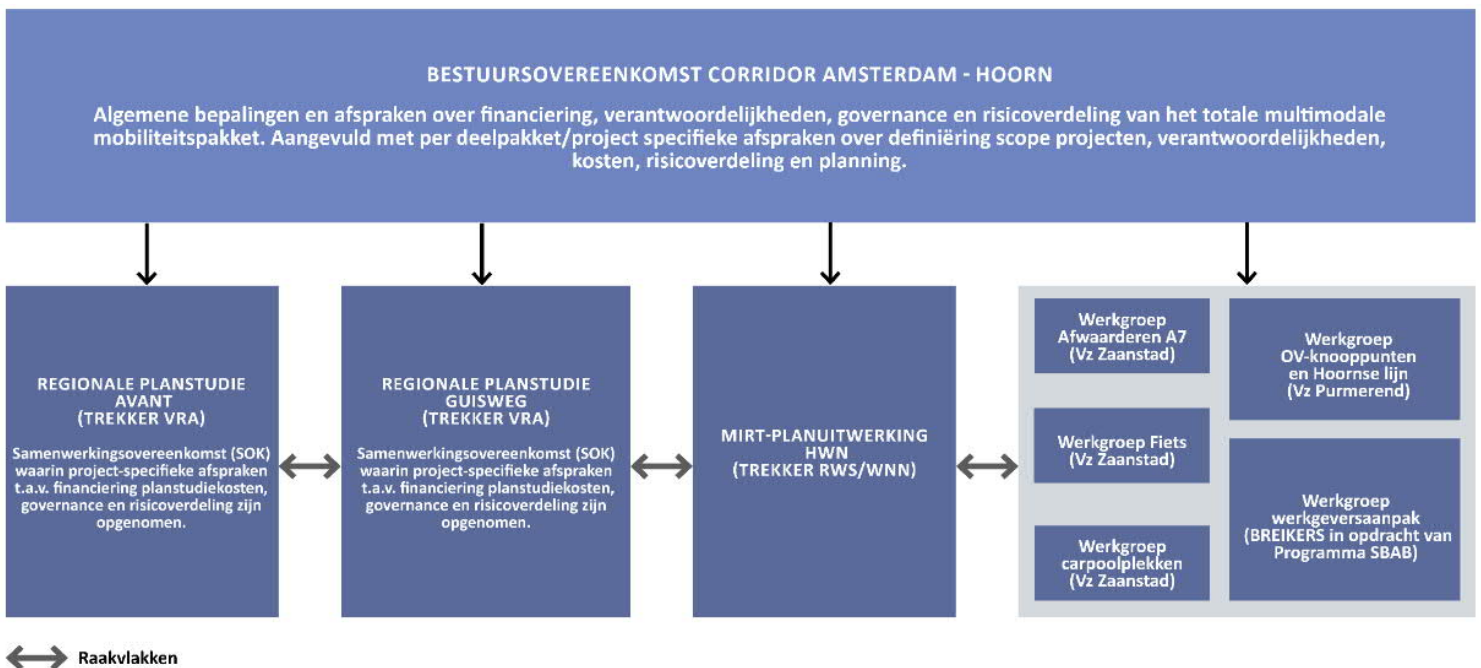 BESTUURSOVEREENKOMST CORRIDOR AMSTERDAM - HOORN
Algemene bepalingen en afspraken over financiering, verantwoordelijkheden, governance en risicoverdeling van het totale multimodale
mobiliteitspakket. Aangevuld met per deelpakket/project specifieke afspraken over definiëring scope projecten, verantwoordelijkheden,
kosten, risicoverdeling en planning.
REGIONALE PLANSTUDIE
AVANT
(TREKKER VRA)
Samenwerkingsovereenkomst (SOK)
waarin project-specifieke afspraken
t.a.v. financiering planstudiekosten,
governance en risicoverdeling zijn
opgenomen.
REGIONALE PLANSTUDIE
GUISWEG
(TREKKER VRA)
Samenwerkingsovereenkomst (SOK)
waarin project-specifieke afspraken
t.a.v. financiering planstudiekosten,
governance en risicoverdeling zijn
opgenomen.
MIRT-PLANUITWERKING
HWN
(TREKKER RWS/WNN)
Werkgroep
Afwaarderen A7
(Vz Zaanstad)
Werkgroep Fiets
(Vz Zaanstad)
Werkgroep
carpoolplekken
(Vz Zaanstad)
Werkgroep
OV-knooppunten
en Hoornse lijn
(Vz Purmerend)
Werkgroep
werkgeversaanpak
(BREIKERS in opdracht van
Programma SBAB)
Raakvlakken